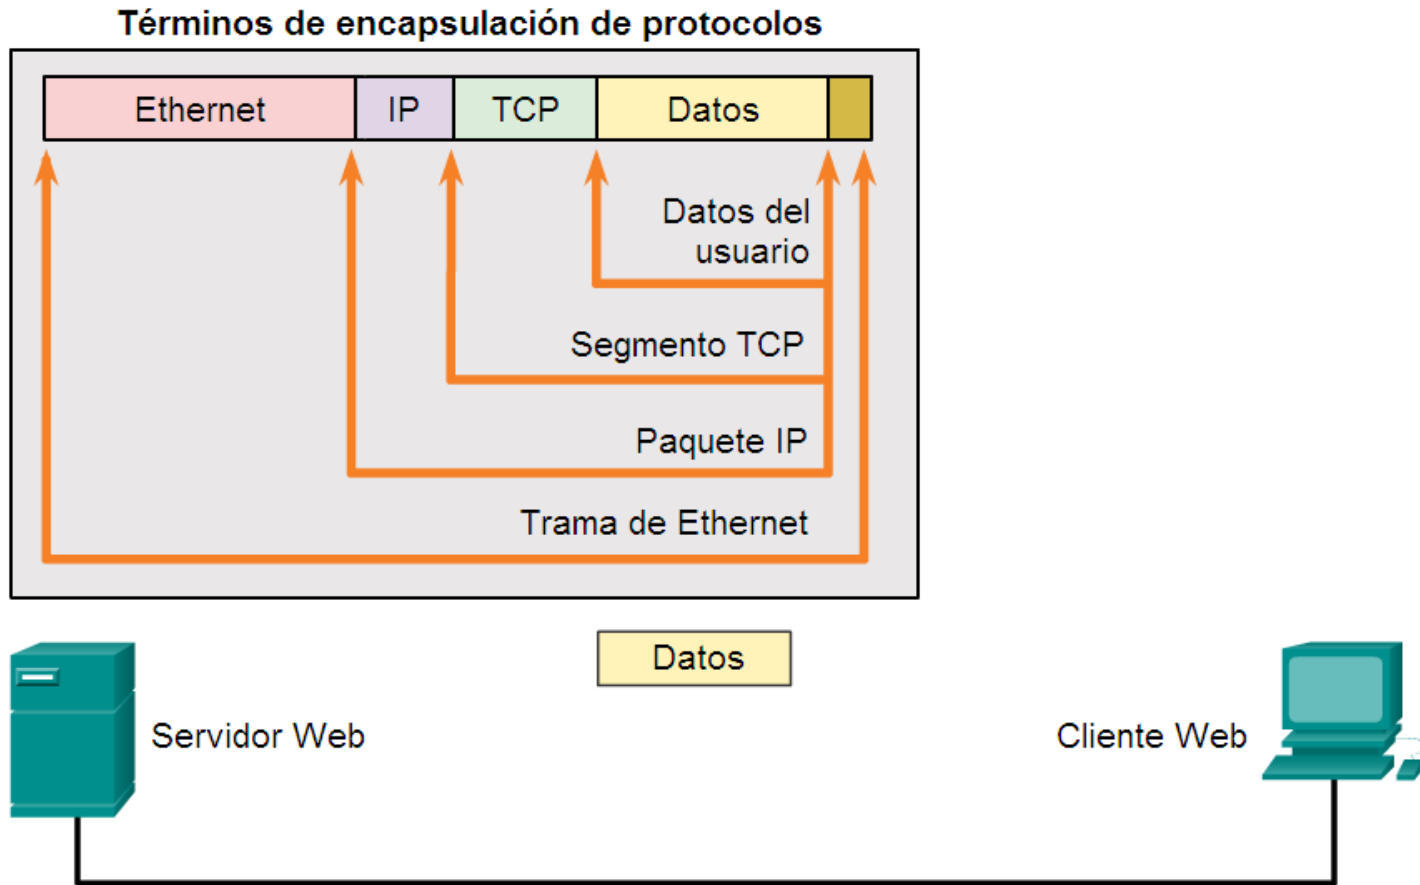 Términos de encapsulación de protocolos
Ethernet IP TCP Datos
Datos del
usuario
Segmento TCP
Paquete IP
Trama de Ethernet
Datos
Servidor Web
Cliente Web